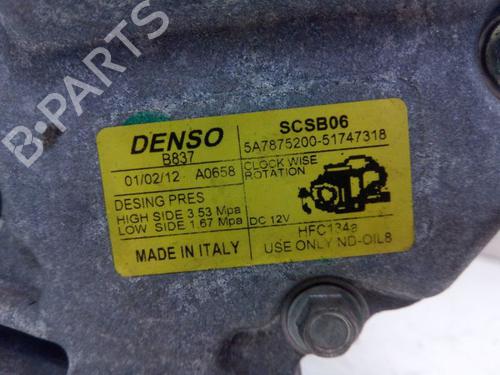 B-PARTS
DENSO
B837
01/02/12 A0658
DESING PRES
HIGH SIDE 3.53 Mpa
LOW SIDE 1.67 Mpa
MADE IN ITALY
SCSB06
5A7875200-51747318
CLOCK WISE
ROTATION
DC 12V
HFC134a
USE ONLY ND-OIL8